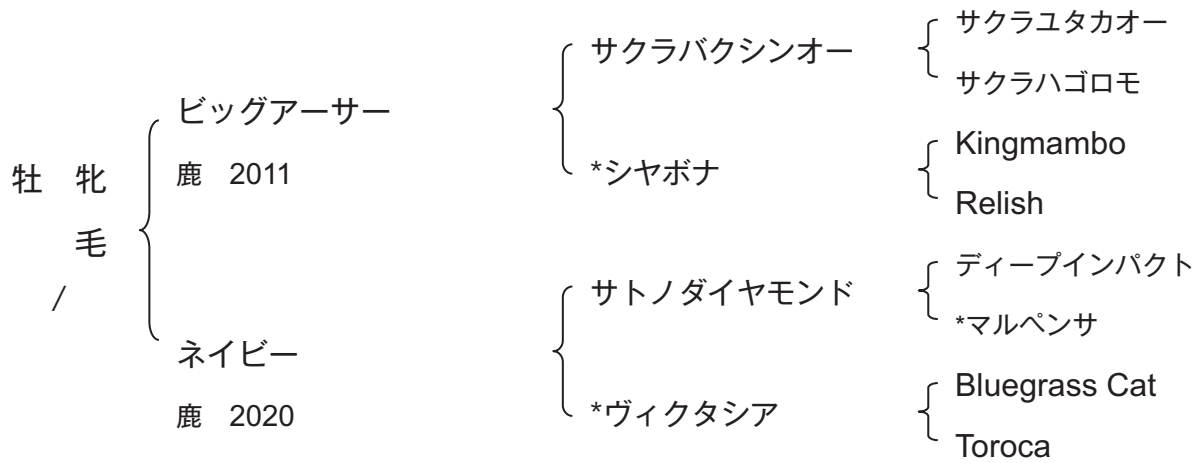 牡 牝
毛
/
ビッグアーサー
鹿 2011
ネイビー
鹿 2020
サクラバクシンオー
*シヤボナ
サトノダイヤモンド
*ヴィクタシア
サクラユタカオー
サクラハゴロモ
Kingmambo
Relish
ディープインパクト
*マルペンサ
Bluegrass Cat
Toroca